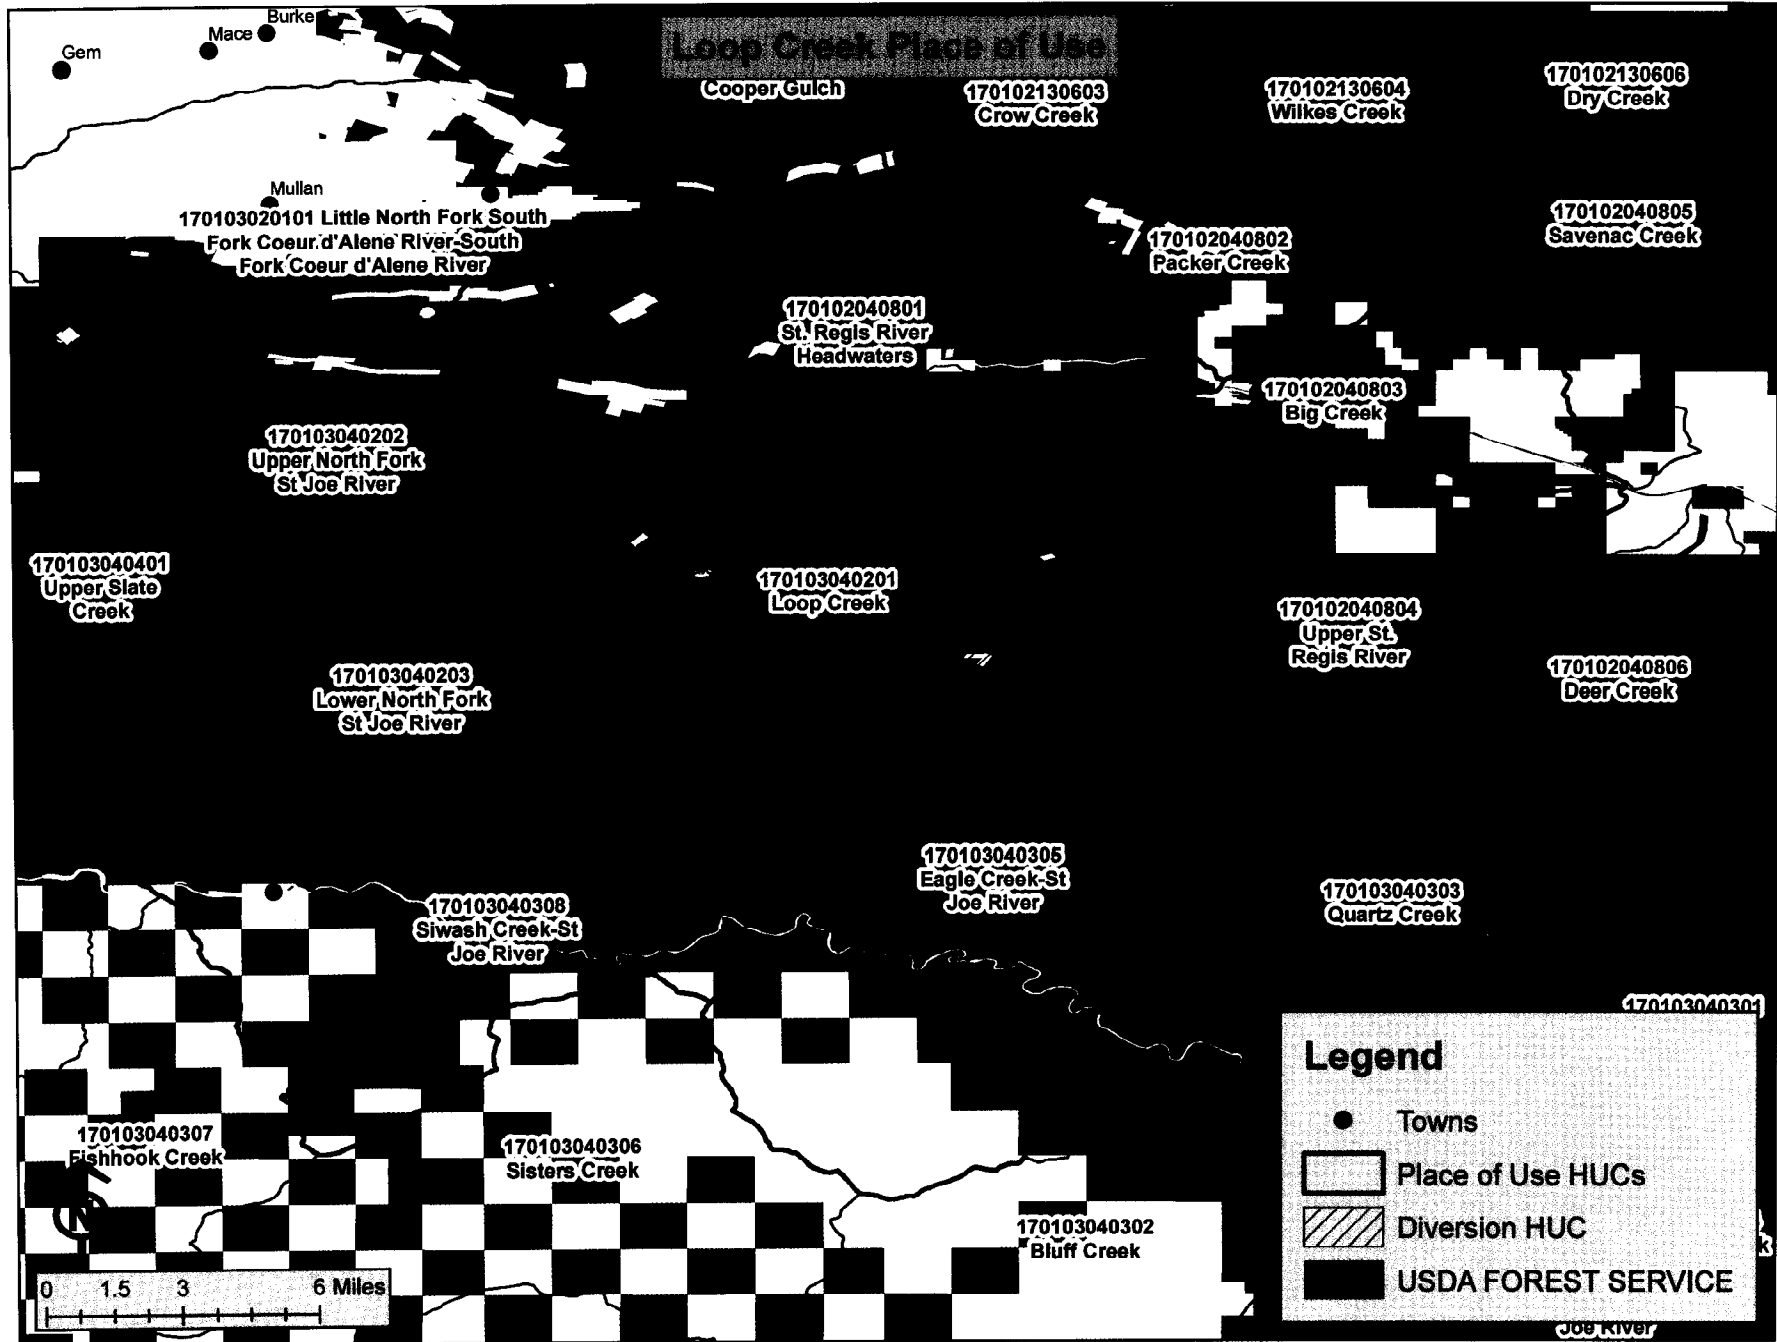 Loop Creek Place of Use
Burke
Mace
Gem
Cooper Gulch
170102130603
Crow Creek
170102130604
Wilkes Creek
170102130606
Dry Creek
Mullan
170103020101 Little North Fork South
Fork Coeur d'Alene River-South
Fork Coeur d'Alene River
170102040802
Packer Creek
170102040805
Savenac Creek
170102040801
St. Regis River
Headwaters
170102040803
Big Creek
170103040202
Upper North Fork
St Joe River
170103040401
Upper Slate
Creek
170103040201
Loop Creek
170102040804
Upper St.
Regis River
170103040203
Lower North Fork
St Joe River
170102040806
Deer Creek
170103040305
Eagle Creek-St
Joe River
170103040303
Quartz Creek
170103040308
Siwash Creek-St
Joe River
170103040301
170103040307
Fishhook Creek
170103040306
Sisters Creek
170103040302
Bluff Creek
N
0 1.5 3 6 Miles
Legend
Towns
Place of Use HUCs
Diversion HUC
USDA FOREST SERVICE
k
Joe River